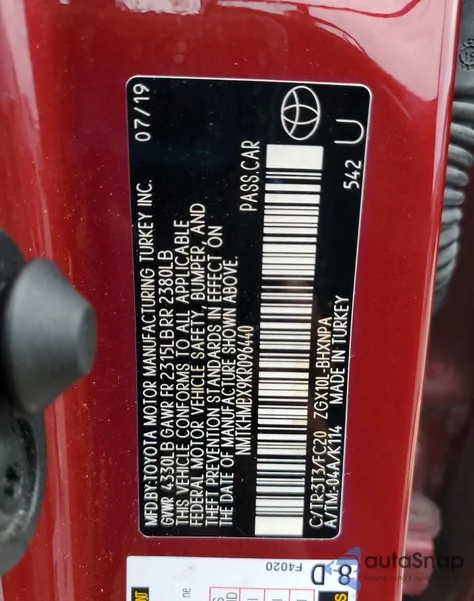 MFD.BY:TOYOTA MOTOR MANUFACTURING TURKEY INC. 07/19
GVWR 4330LB GAWR FR 2315LB RR 2380LB
THIS VEHICLE CONFORMS TO ALL APPLICABLE
FEDERAL MOTOR VEHICLE SAFETY, BUMPER, AND
THEFT PREVENTION STANDARDS IN EFFECT ON
THE DATE OF MANUFACTURE SHOWN ABOVE.
NMTKHMBX9KR096440 PASS.CAR
C/TR:3T3/FC20 ZGX10L-BHXNPA 542 U
A/TM:04A/K114 MADE IN TURKEY
F4020
8
D
autoSnap